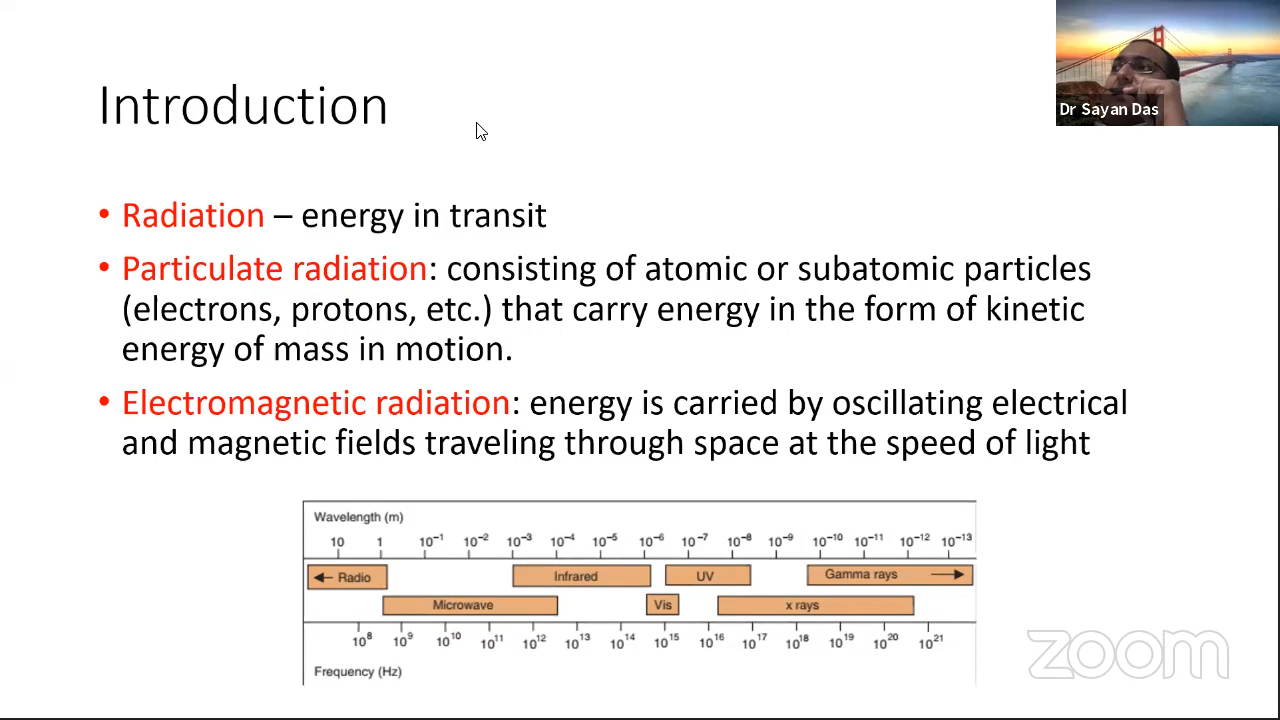 Introduction
Dr Sayan Das
• Radiation – energy in transit
• Particulate radiation: consisting of atomic or subatomic particles
(electrons, protons, etc.) that carry energy in the form of kinetic
energy of mass in motion.
• Electromagnetic radiation: energy is carried by oscillating electrical
and magnetic fields traveling through space at the speed of light
Wavelength (m)
10 1 10⁻¹ 10⁻² 10⁻³ 10⁻⁴ 10⁻⁵ 10⁻⁶ 10⁻⁷ 10⁻⁸ 10⁻⁹ 10⁻¹⁰ 10⁻¹¹ 10⁻¹² 10⁻¹³
Radio Infrared UV Gamma rays
Microwave Vis x rays
10⁸ 10⁹ 10¹⁰ 10¹¹ 10¹² 10¹³ 10¹⁴ 10¹⁵ 10¹⁶ 10¹⁷ 10¹⁸ 10¹⁹ 10²⁰ 10²¹
Frequency (Hz)
zoom